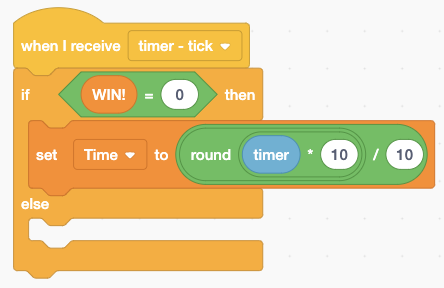 when I receive timer - tick
if WIN! = 0 then
set Time to round timer * 10 / 10
else